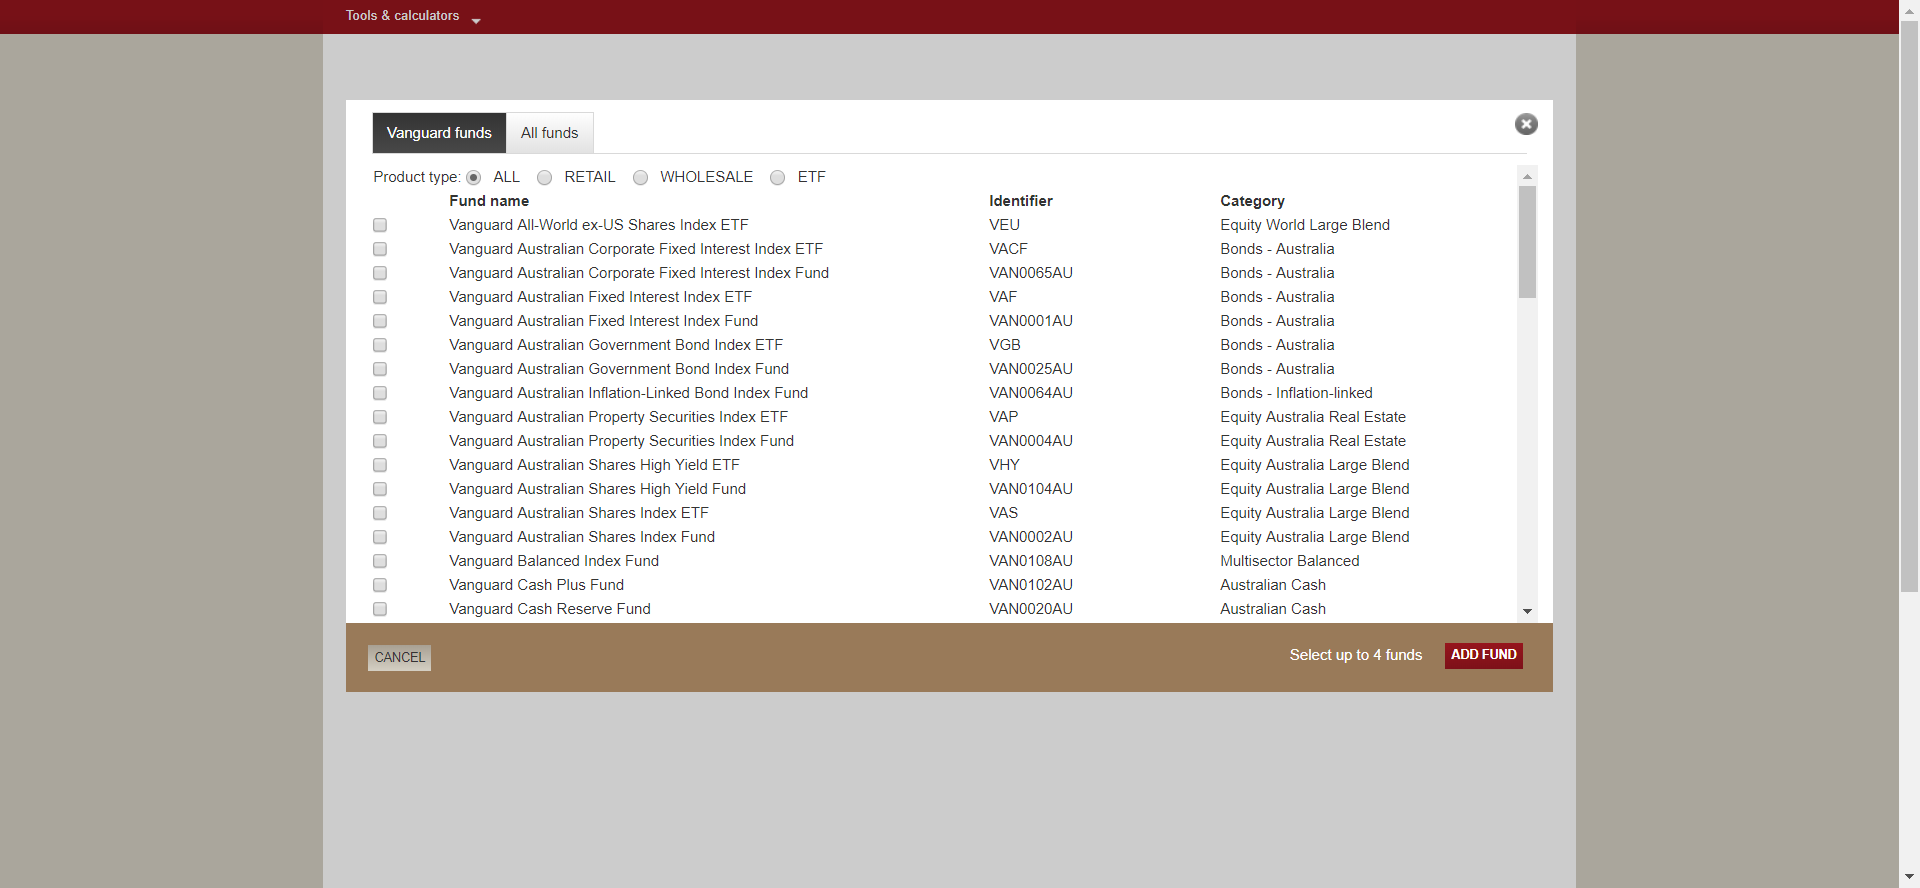 Tools & calculators
Vanguard funds All funds
Product type: ALL RETAIL WHOLESALE ETF
Fund name Identifier Category
Vanguard All-World ex-US Shares Index ETF VEU Equity World Large Blend
Vanguard Australian Corporate Fixed Interest Index ETF VACF Bonds - Australia
Vanguard Australian Corporate Fixed Interest Index Fund VAN0065AU Bonds - Australia
Vanguard Australian Fixed Interest Index ETF VAF Bonds - Australia
Vanguard Australian Fixed Interest Index Fund VAN0001AU Bonds - Australia
Vanguard Australian Government Bond Index ETF VGB Bonds - Australia
Vanguard Australian Government Bond Index Fund VAN0025AU Bonds - Australia
Vanguard Australian Inflation-Linked Bond Index Fund VAN0064AU Bonds - Inflation-linked
Vanguard Australian Property Securities Index ETF VAP Equity Australia Real Estate
Vanguard Australian Property Securities Index Fund VAN0004AU Equity Australia Real Estate
Vanguard Australian Shares High Yield ETF VHY Equity Australia Large Blend
Vanguard Australian Shares High Yield Fund VAN0104AU Equity Australia Large Blend
Vanguard Australian Shares Index ETF VAS Equity Australia Large Blend
Vanguard Australian Shares Index Fund VAN0002AU Equity Australia Large Blend
Vanguard Balanced Index Fund VAN0108AU Multisector Balanced
Vanguard Cash Plus Fund VAN0102AU Australian Cash
Vanguard Cash Reserve Fund VAN0020AU Australian Cash
CANCEL Select up to 4 funds ADD FUND